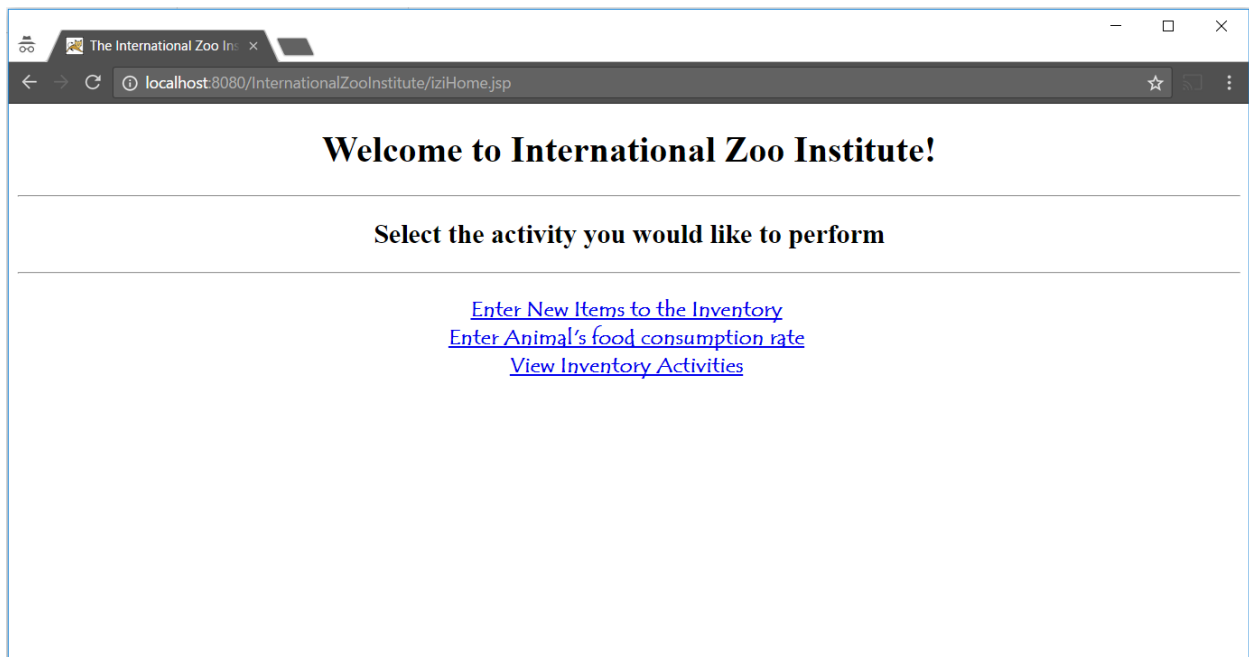 The International Zoo Ins
localhost:8080/InternationalZooInstitute/iziHome.jsp
Welcome to International Zoo Institute!
Select the activity you would like to perform
Enter New Items to the Inventory
Enter Animal's food consumption rate
View Inventory Activities